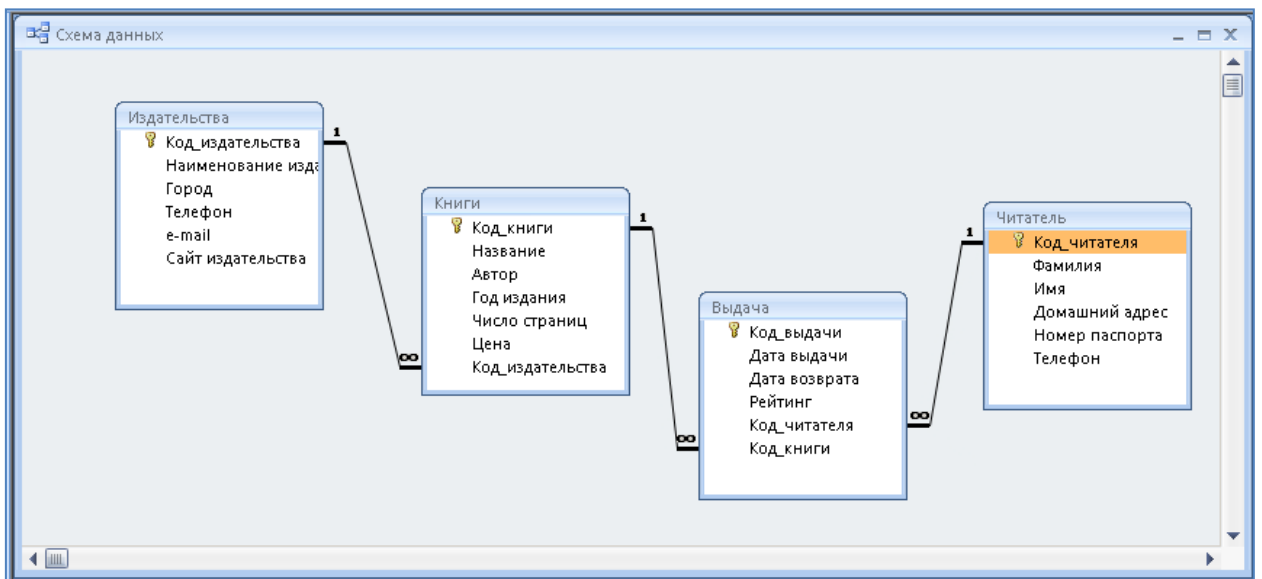 Схема данных
Издательства
Код_издательства
Наименование изда
Город
Телефон
e-mail
Сайт издательства
1
∞
Книги
Код_книги
Название
Автор
Год издания
Число страниц
Цена
Код_издательства
1
∞
Выдача
Код_выдачи
Дата выдачи
Дата возврата
Рейтинг
Код_читателя
Код_книги
∞
1
Читатель
Код_читателя
Фамилия
Имя
Домашний адрес
Номер паспорта
Телефон